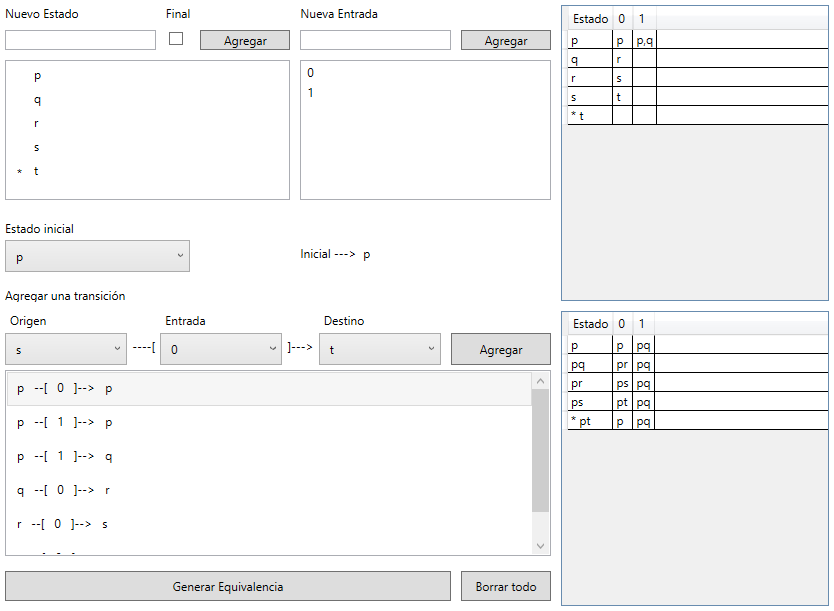 Nuevo Estado
Final
Nueva Entrada
Agregar
Agregar
p
q
r
s
* t
0
1
Estado inicial
p
Inicial ---> p
Agregar una transición
Origen
Entrada
Destino
s ----[ 0 ]---> t
Agregar
p --[ 0 ]--> p
p --[ 1 ]--> p
p --[ 1 ]--> q
q --[ 0 ]--> r
r --[ 0 ]--> s
Generar Equivalencia
Borrar todo
Estado 0 1
p p p,q
q r
r s
s t
* t
Estado 0 1
p p pq
pq pr pq
pr ps pq
ps pt pq
* pt p pq